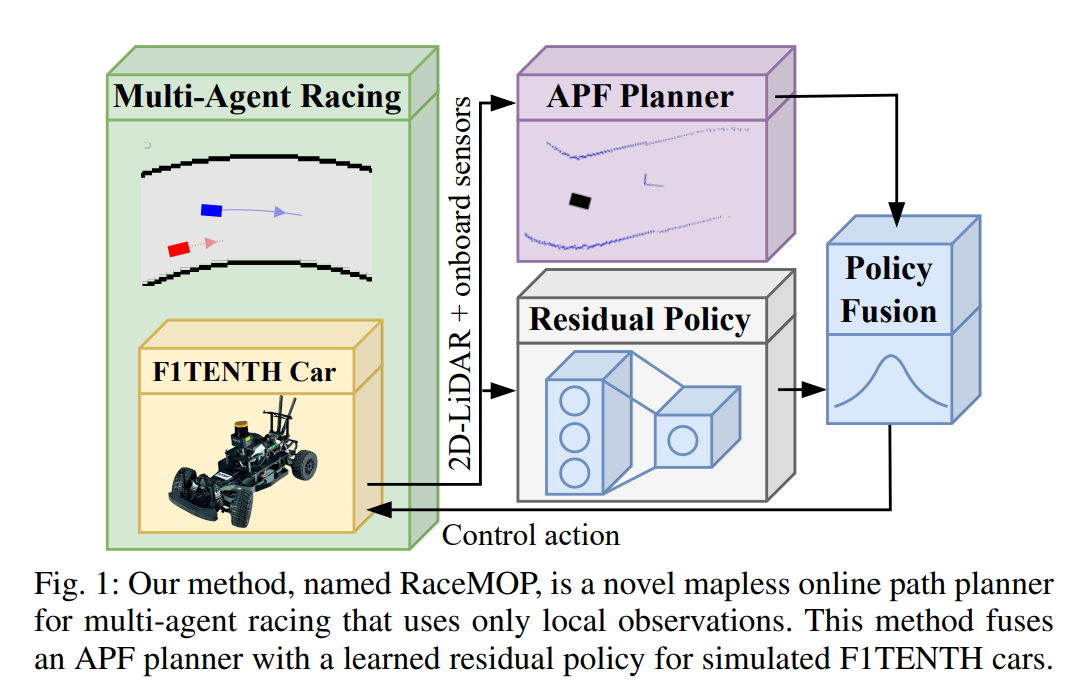 Multi-Agent Racing
APF Planner
2D-LiDAR + onboard sensors
Policy
Fusion
Residual Policy
F1TENTH Car
Control action
Fig. 1: Our method, named RaceMOP, is a novel mapless online path planner
for multi-agent racing that uses only local observations. This method fuses
an APF planner with a learned residual policy for simulated F1TENTH cars.